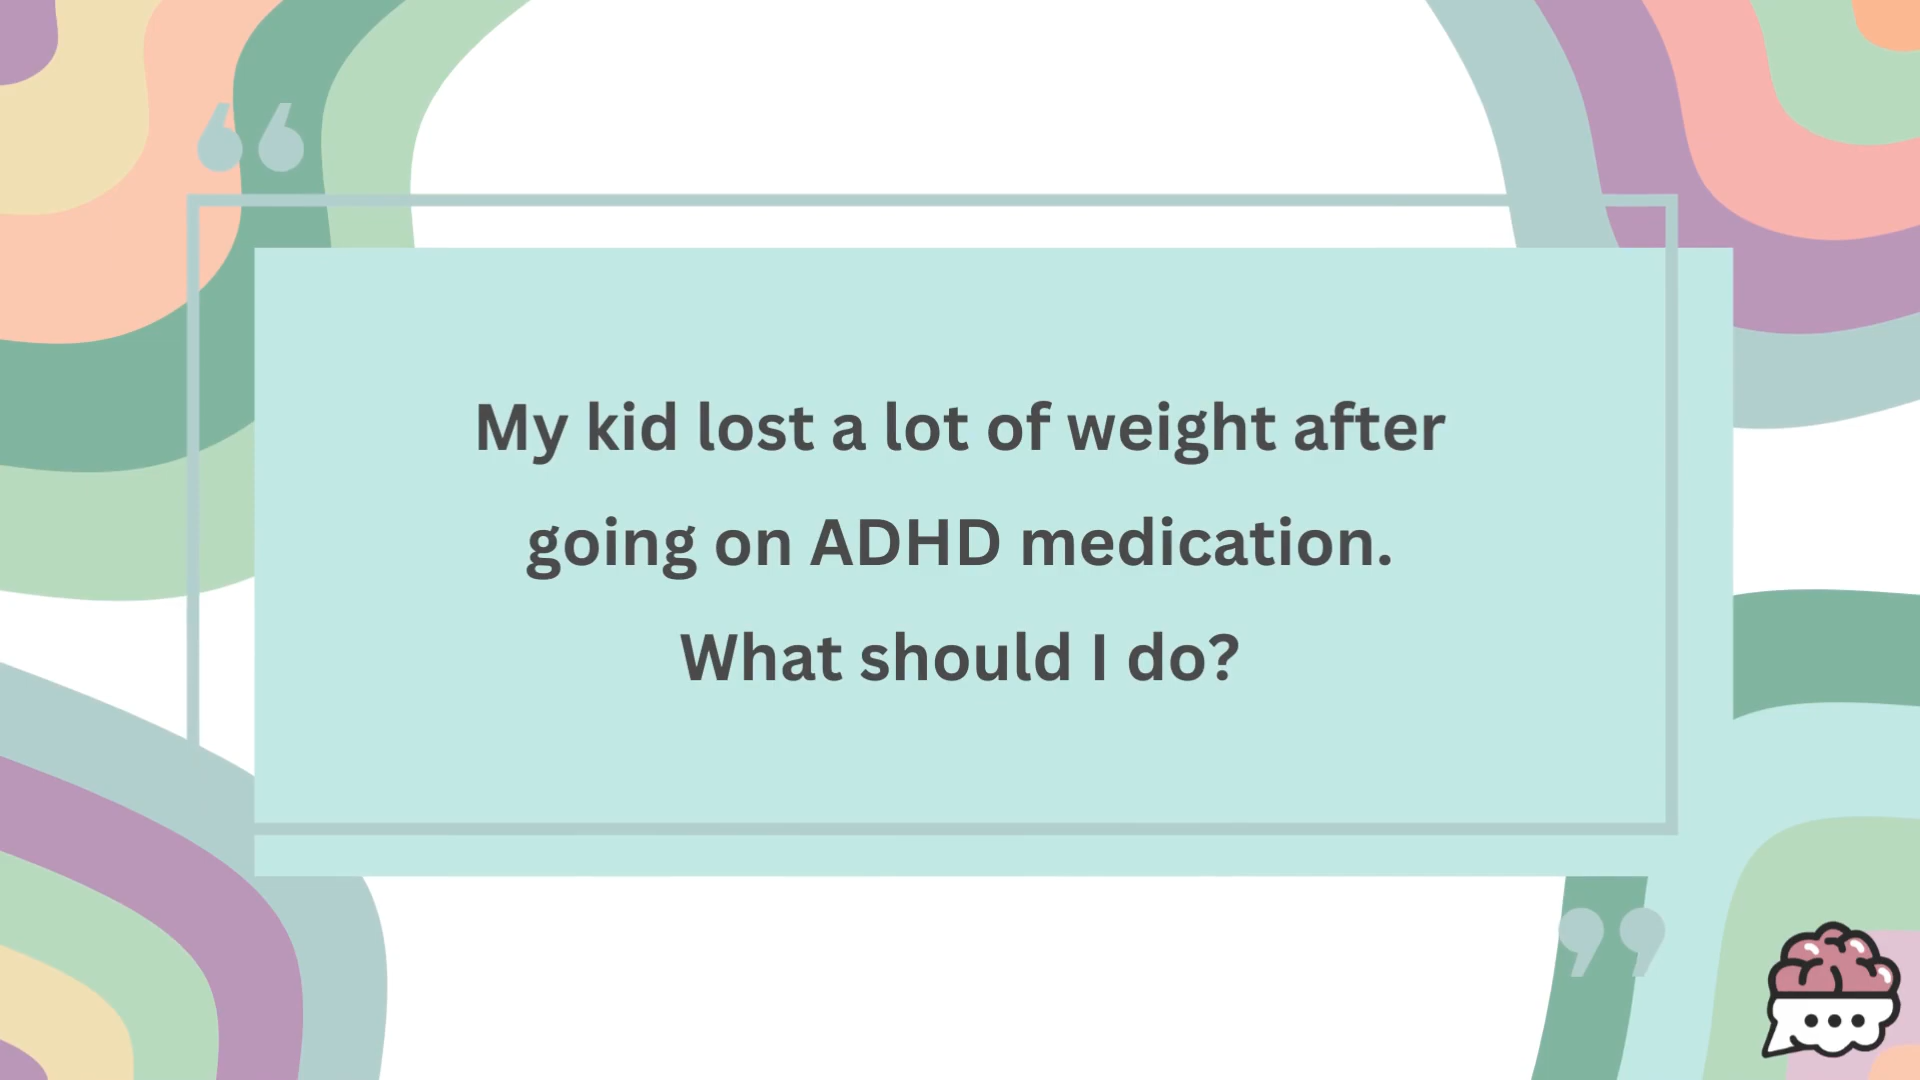 My kid lost a lot of weight after
going on ADHD medication.
What should I do?